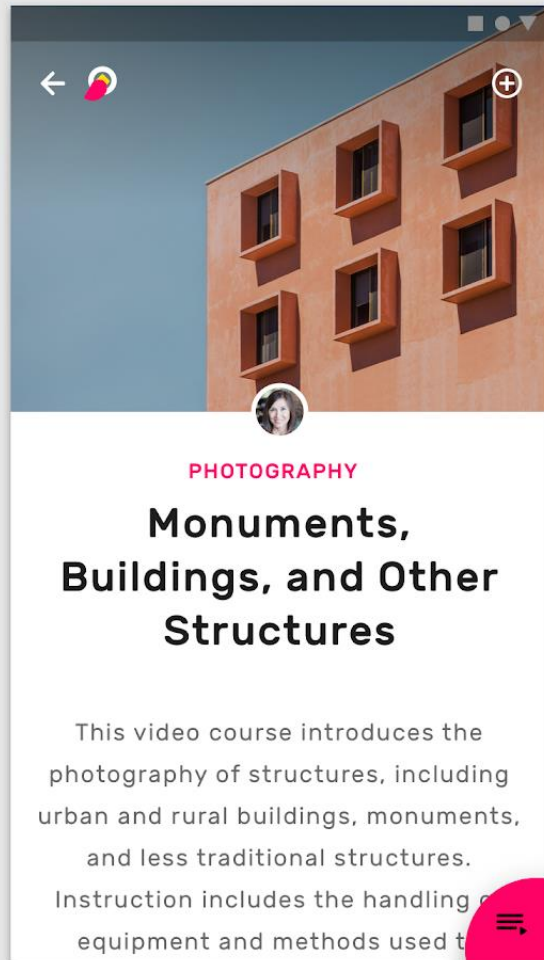 PHOTOGRAPHY
Monuments,
Buildings, and Other
Structures
This video course introduces the
photography of structures, including
urban and rural buildings, monuments,
and less traditional structures.
Instruction includes the handling
equipment and methods used